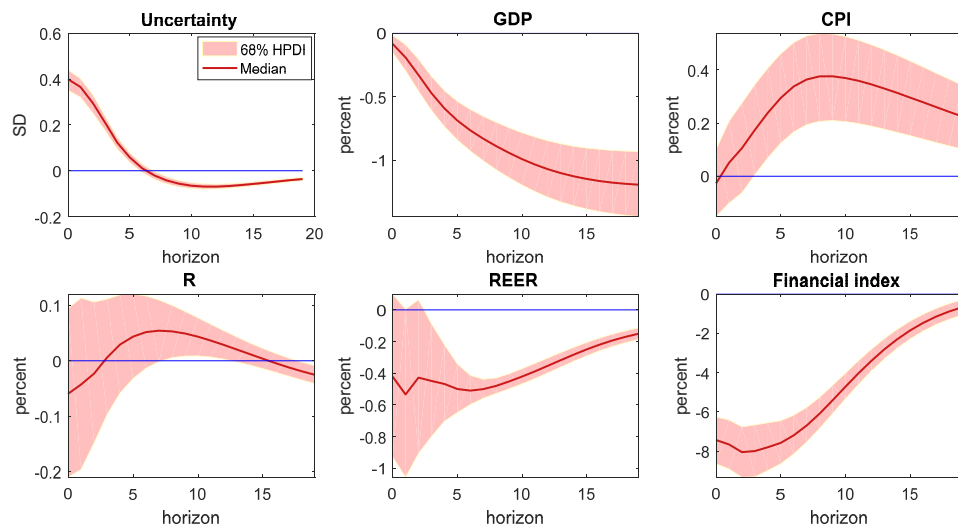 Uncertainty
0.6
0.4
0.2
0
-0.2
SD
68% HPDI
Median
0 5 10 15 20
horizon
GDP
0
-0.5
-1
percent
0 5 10 15
horizon
CPI
0.4
0.2
0
percent
0 5 10 15
horizon
R
0.1
0
-0.1
-0.2
percent
0 5 10 15
horizon
REER
0
-0.2
-0.4
-0.6
-0.8
-1
percent
0 5 10 15
horizon
Financial index
0
-2
-4
-6
-8
percent
0 5 10 15
horizon